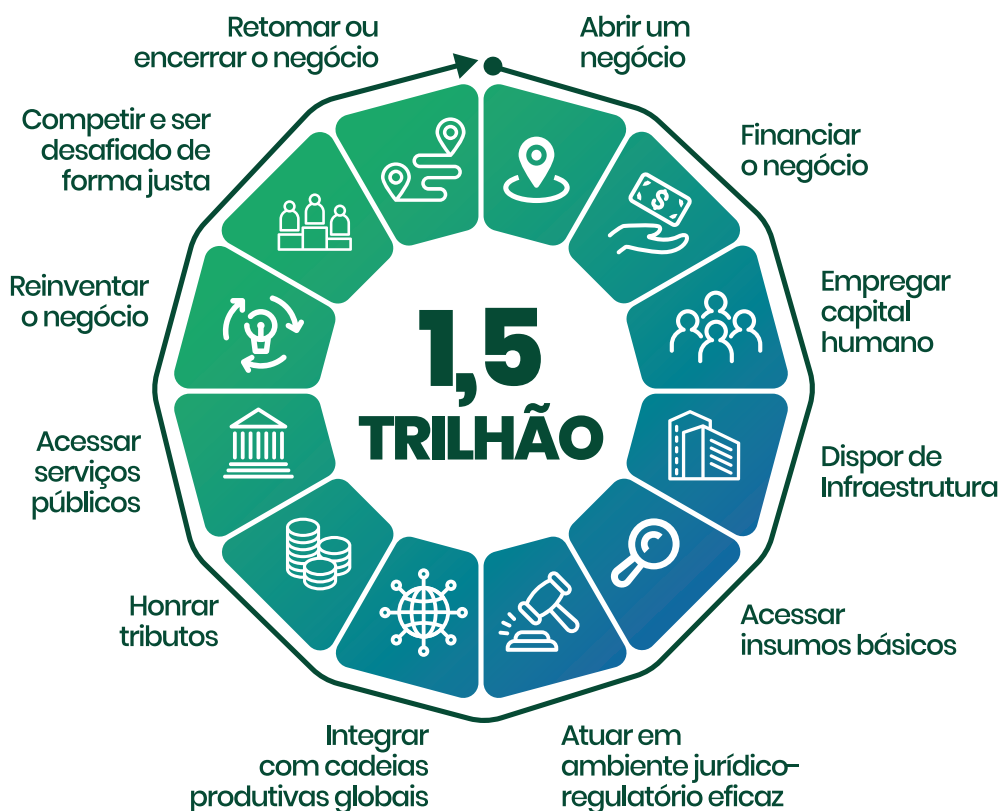 Abrir um
negócio
Financiar
o negócio
Empregar
capital
humano
Dispor de
Infraestrutura
Acessar
insumos básicos
Atuar em
ambiente jurídico-
regulatório eficaz
Integrar
com cadeias
produtivas globais
Honrar
tributos
Acessar
serviços
públicos
Reinventar
o negócio
Competir e ser
desafiado de
forma justa
Retomar ou
encerrar o negócio
1,5
TRILHÃO
$